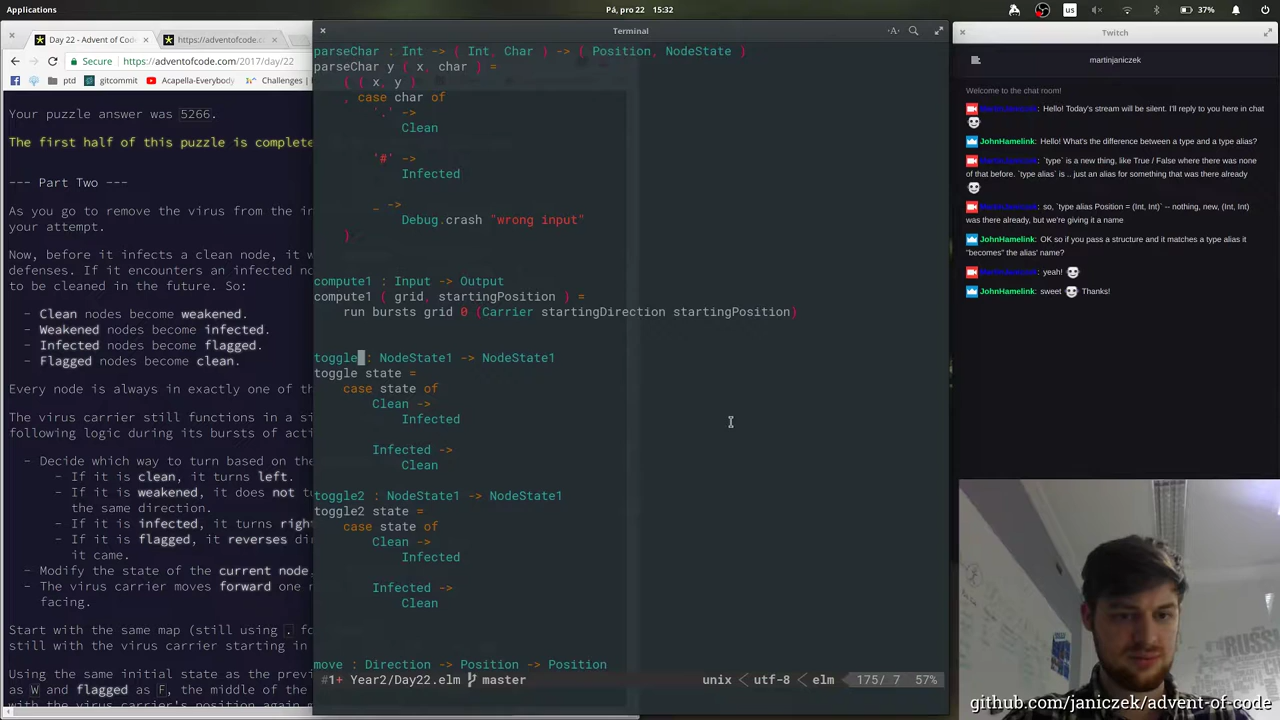 Applications
Pá, pro 22 15:32
us
37%
Day 22 - Advent of Cod
https://adventofcode.c
Secure
https://adventofcode.com/2017/day/22
ptd
gitcommit
Acapella-Everybody
Challenges |
Your puzzle answer was 5266.
The first half of this puzzle is complete
--- Part Two ---
As you go to remove the virus from the in
your attempt.
Now, before it infects a clean node, it w
defenses. If it encounters an infected no
to be cleaned in the future. So:
- Clean nodes become weakened.
- Weakened nodes become infected.
- Infected nodes become flagged.
- Flagged nodes become clean.
Every node is always in exactly one of th
The virus carrier still functions in a si
following logic during its bursts of acti
- Decide which way to turn based on the
- If it is clean, it turns left.
- If it is weakened, it does not t
the same direction.
- If it is infected, it turns righ
- If it is flagged, it reverses di
it came.
- Modify the state of the current node,
- The virus carrier moves forward one n
facing.
Start with the same map (still using . fo
still with the virus carrier starting in
Using the same initial state as the previ
as W and flagged as F, the middle of the
with the virus carrier's position again m
Terminal
parseChar : Int -> ( Int, Char ) -> ( Position, NodeState )
parseChar y ( x, char ) =
( ( x, y )
, case char of
'.' ->
Clean
'#' ->
Infected
_ ->
Debug.crash "wrong input"
)
compute1 : Input -> Output
compute1 ( grid, startingPosition ) =
run bursts grid 0 (Carrier startingDirection startingPosition)
toggle : NodeState1 -> NodeState1
toggle state =
case state of
Clean ->
Infected
Infected ->
Clean
toggle2 : NodeState1 -> NodeState1
toggle2 state =
case state of
Clean ->
Infected
Infected ->
Clean
move : Direction -> Position -> Position
#1+ Year2/Day22.elm master
unix < utf-8 < elm
175/ 7 57%
Twitch
martinjaniczek
Welcome to the chat room!
Hello! Today's stream will be silent. I'll reply to you here in chat
JohnHamelink: Hello! What's the difference between a type and a type alias?
`type` is a new thing, like True / False where there was none
of that before. `type alias` is .. just an alias for something that was there already
so, `type alias Position = (Int, Int)` -- nothing, new, (Int, Int)
was there already, but we're giving it a name
JohnHamelink: OK so if you pass a structure and it matches a type alias it
"becomes" the alias' name?
yeah!
JohnHamelink: sweet Thanks!
github.com/janiczek/advent-of-code